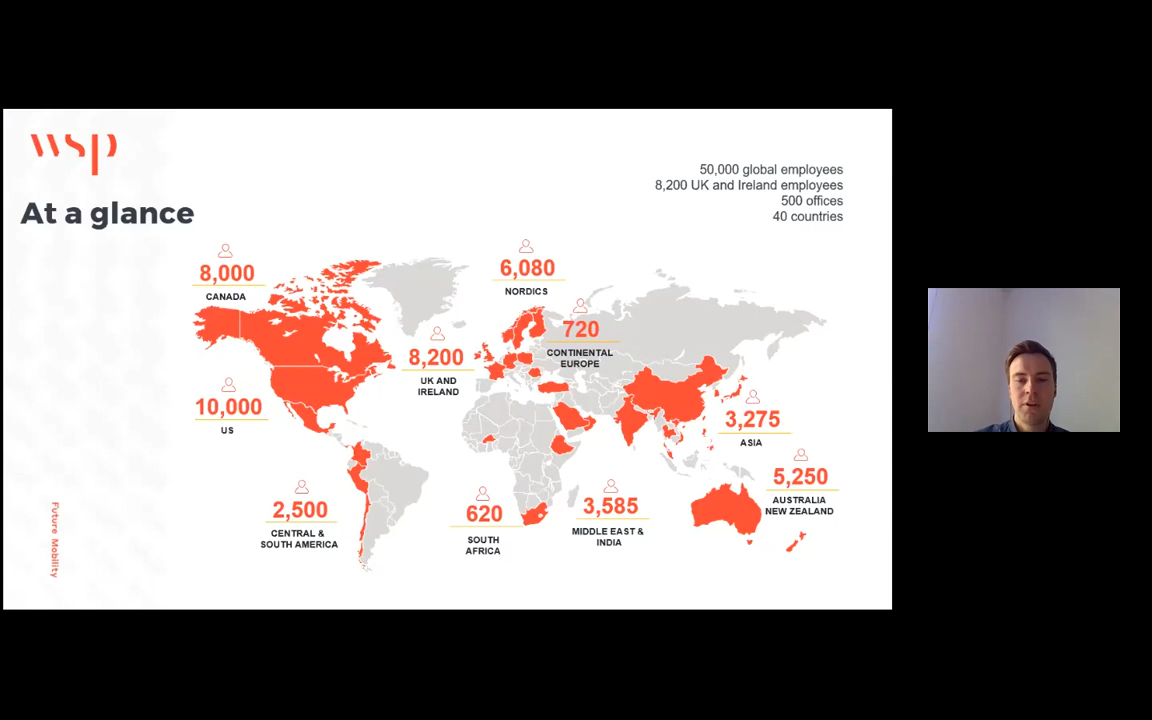 wsp
At a glance
50,000 global employees
8,200 UK and Ireland employees
500 offices
40 countries
8,000
CANADA
6,080
NORDICS
720
CONTINENTAL
EUROPE
8,200
UK AND
IRELAND
10,000
US
3,275
ASIA
5,250
AUSTRALIA
NEW ZEALAND
2,500
CENTRAL &
SOUTH AMERICA
620
SOUTH
AFRICA
3,585
MIDDLE EAST &
INDIA
Future Mobility